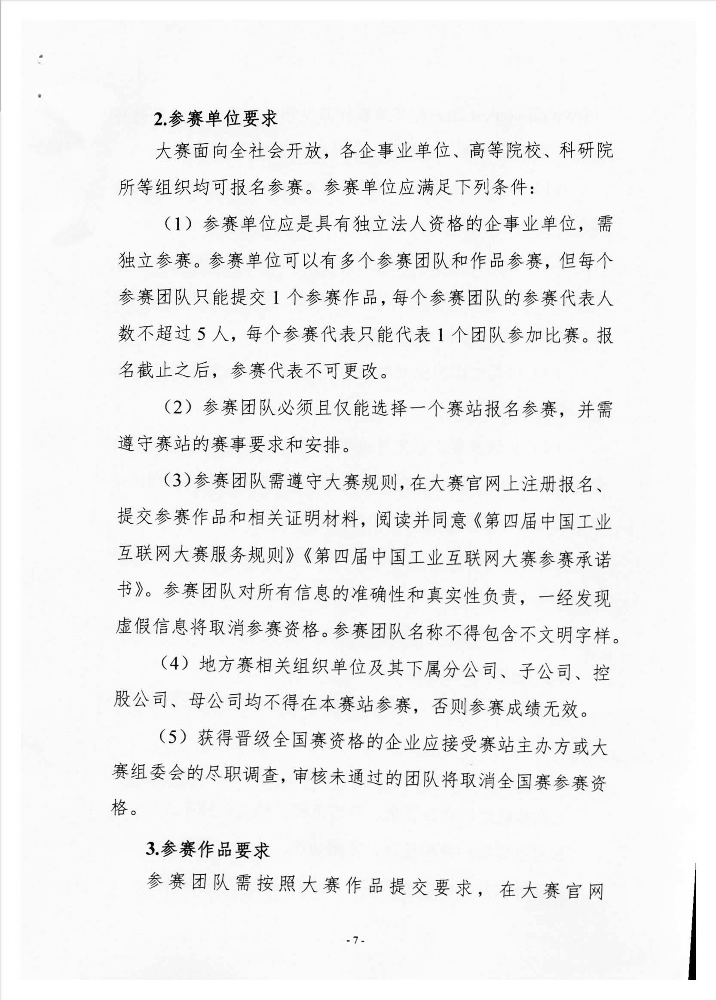 2.参赛单位要求
大赛面向全社会开放，各企事业单位、高等院校、科研院
所等组织均可报名参赛。参赛单位应满足下列条件：
（1）参赛单位应是具有独立法人资格的企事业单位，需
独立参赛。参赛单位可以有多个参赛团队和作品参赛，但每个
参赛团队只能提交 1 个参赛作品，每个参赛团队的参赛代表人
数不超过 5 人，每个参赛代表只能代表 1 个团队参加比赛。报
名截止之后，参赛代表不可更改。
（2）参赛团队必须且仅能选择一个赛站报名参赛，并需
遵守赛站的赛事要求和安排。
（3）参赛团队需遵守大赛规则，在大赛官网上注册报名、
提交参赛作品和相关证明材料，阅读并同意《第四届中国工业
互联网大赛服务规则》《第四届中国工业互联网大赛参赛承诺
书》。参赛团队对所有信息的准确性和真实性负责，一经发现
虚假信息将取消参赛资格。参赛团队名称不得包含不文明字样。
（4）地方赛相关组织单位及其下属分公司、子公司、控
股公司、母公司均不得在本赛站参赛，否则参赛成绩无效。
（5）获得晋级全国赛资格的企业应接受赛站主办方或大
赛组委会的尽职调查，审核未通过的团队将取消全国赛参赛资
格。
3.参赛作品要求
参赛团队需按照大赛作品提交要求，在大赛官网
- 7 -